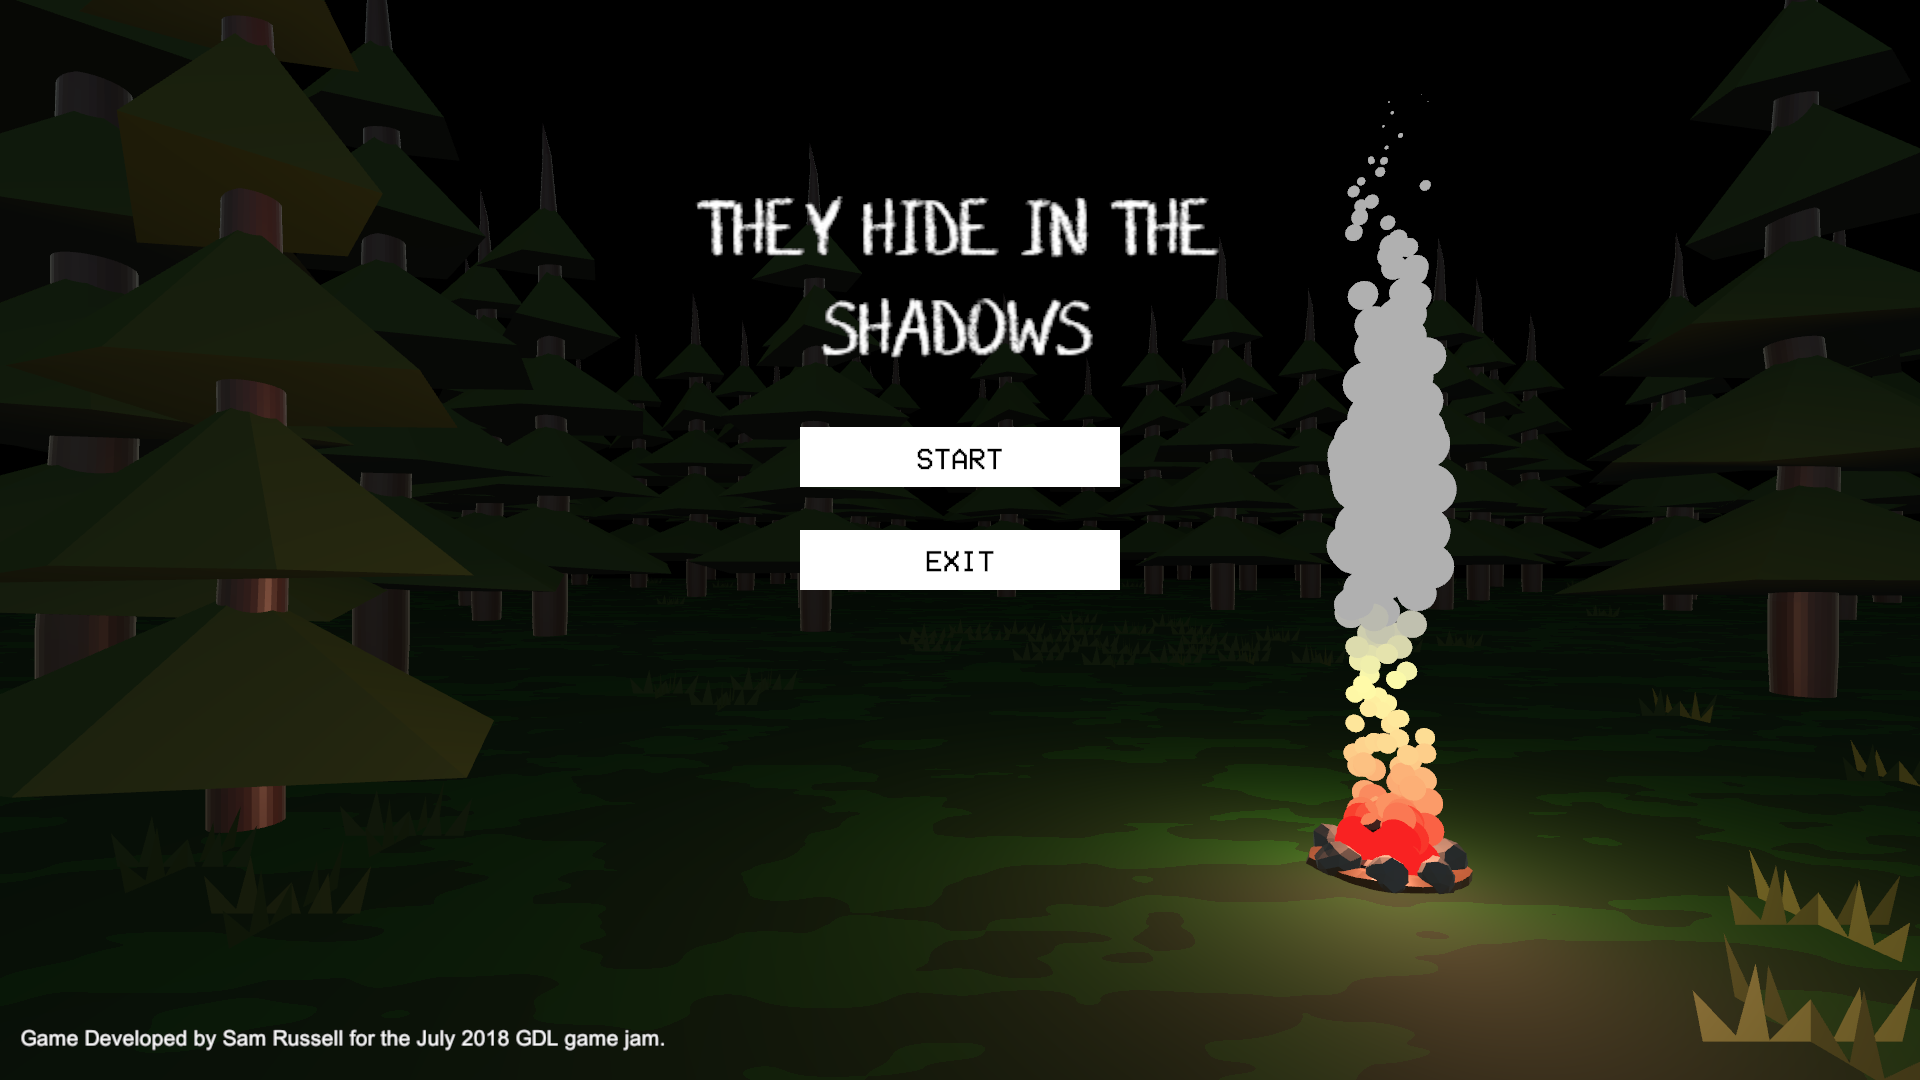 THEY HIDE IN THE
SHADOWS
START
EXIT
Game Developed by Sam Russell for the July 2018 GDL game jam.